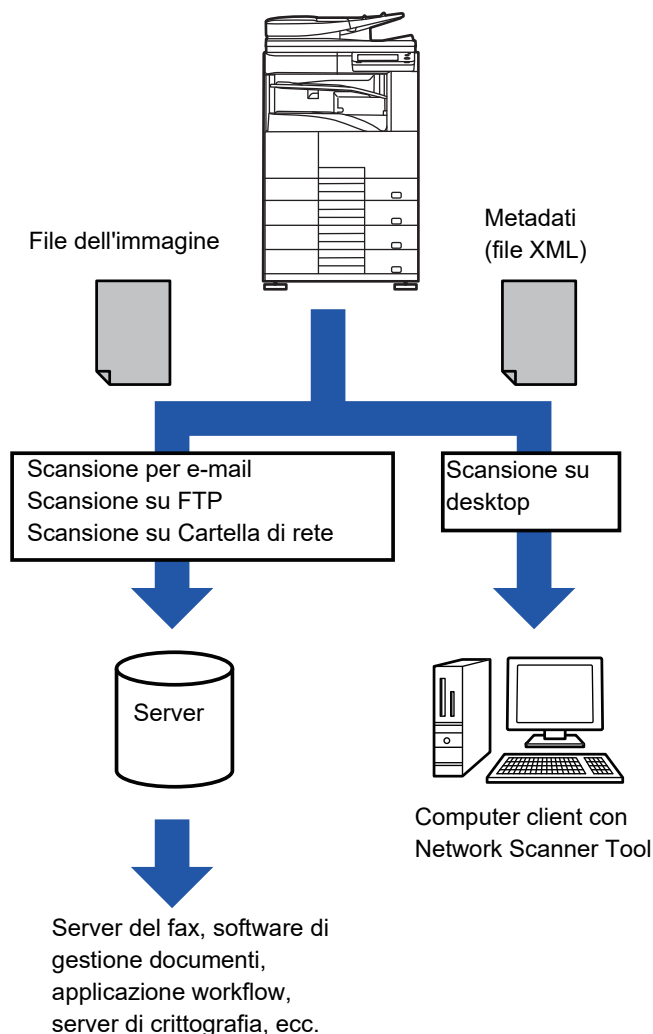 File dell'immagine
Metadati
(file XML)
Scansione per e-mail
Scansione su FTP
Scansione su Cartella di rete
Scansione su
desktop
Server
Computer client con
Network Scanner Tool
Server del fax, software di
gestione documenti,
applicazione workflow,
server di crittografia, ecc.